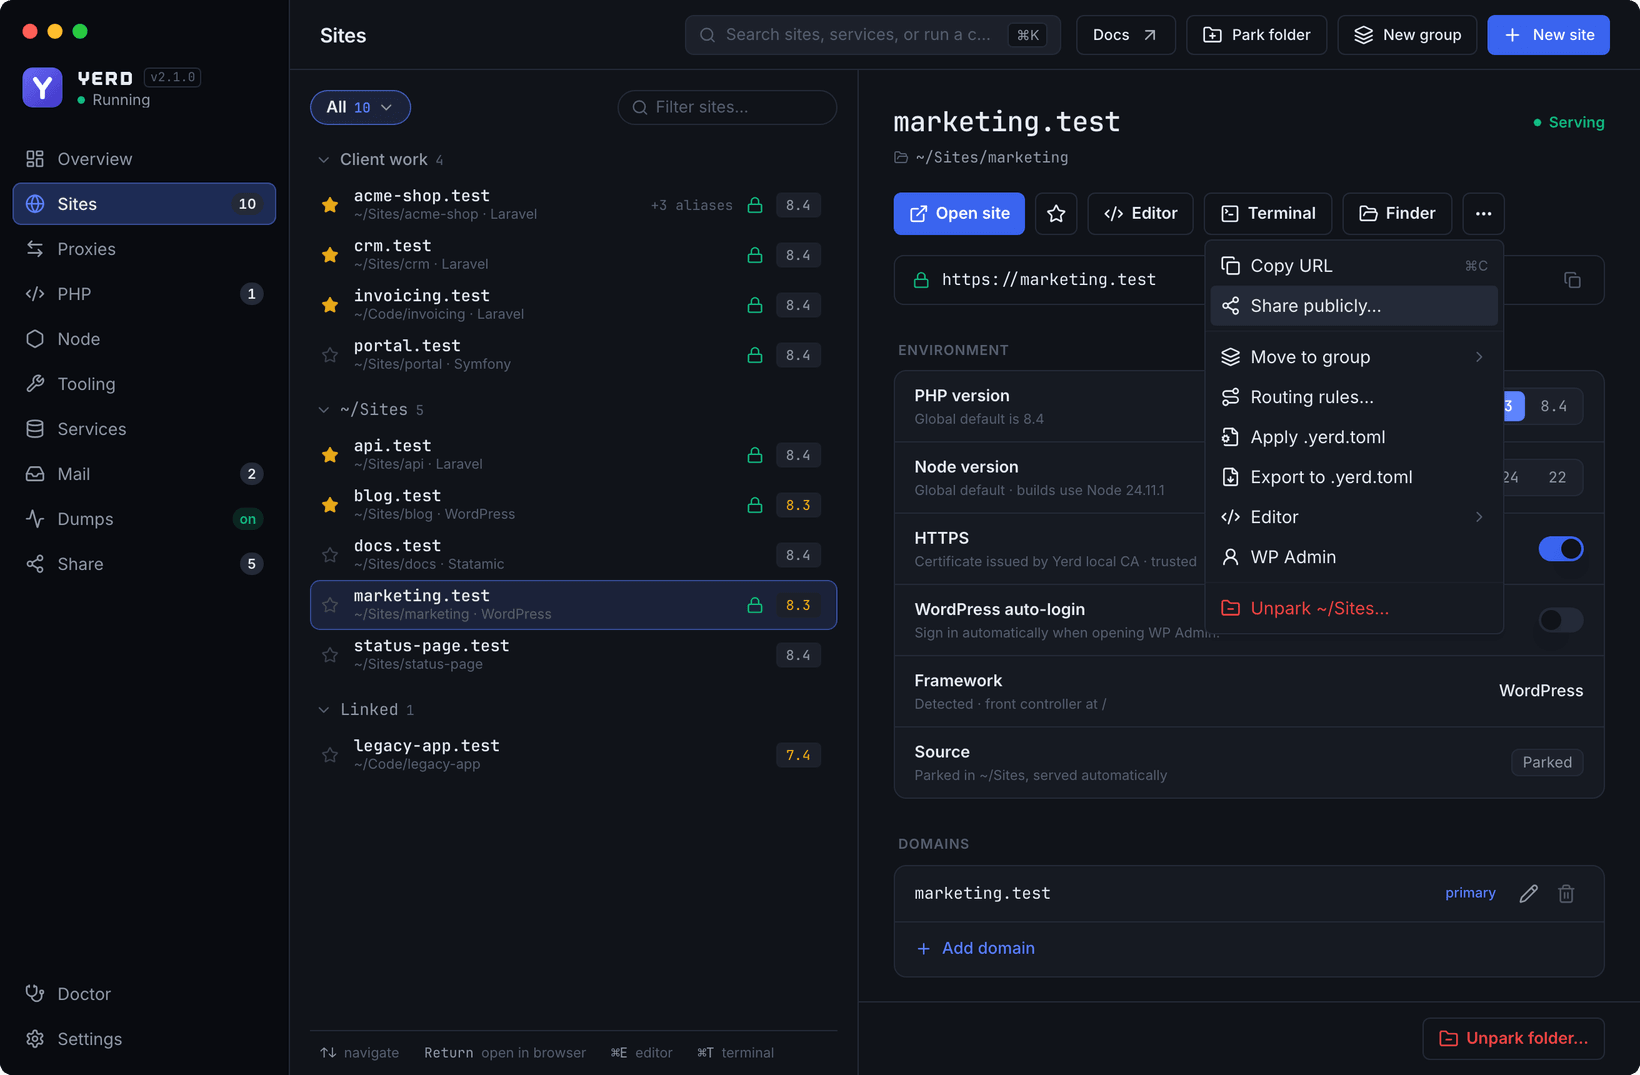 YERD v2.1.0
Running
Overview
Sites 10
Proxies
PHP 1
Node
Tooling
Services
Mail 2
Dumps on
Share 5
Doctor
Settings
Sites
Search sites, services, or run a c... ⌘K
Docs
Park folder
New group
New site
All 10
Filter sites...
Client work 4
acme-shop.test
~/Sites/acme-shop · Laravel
+3 aliases 8.4
crm.test
~/Sites/crm · Laravel
8.4
invoicing.test
~/Code/invoicing · Laravel
8.4
portal.test
~/Sites/portal · Symfony
8.4
~/Sites 5
api.test
~/Sites/api · Laravel
8.4
blog.test
~/Sites/blog · WordPress
8.3
docs.test
~/Sites/docs · Statamic
8.4
marketing.test
~/Sites/marketing · WordPress
8.3
status-page.test
~/Sites/status-page
8.4
Linked 1
legacy-app.test
~/Code/legacy-app
7.4
↑↓ navigate Return open in browser ⌘E editor ⌘T terminal
marketing.test
Serving
~/Sites/marketing
Open site
Editor
Terminal
Finder
https://marketing.test
Copy URL ⌘C
Share publicly...
Move to group
Routing rules...
Apply .yerd.toml
Export to .yerd.toml
Editor
WP Admin
Unpark ~/Sites...
ENVIRONMENT
PHP version
Global default is 8.4
3 8.4
Node version
Global default · builds use Node 24.11.1
24 22
HTTPS
Certificate issued by Yerd local CA · trusted
WordPress auto-login
Sign in automatically when opening WP Admin.
Framework
Detected · front controller at /
WordPress
Source
Parked in ~/Sites, served automatically
Parked
DOMAINS
marketing.test
primary
Add domain
Unpark folder...